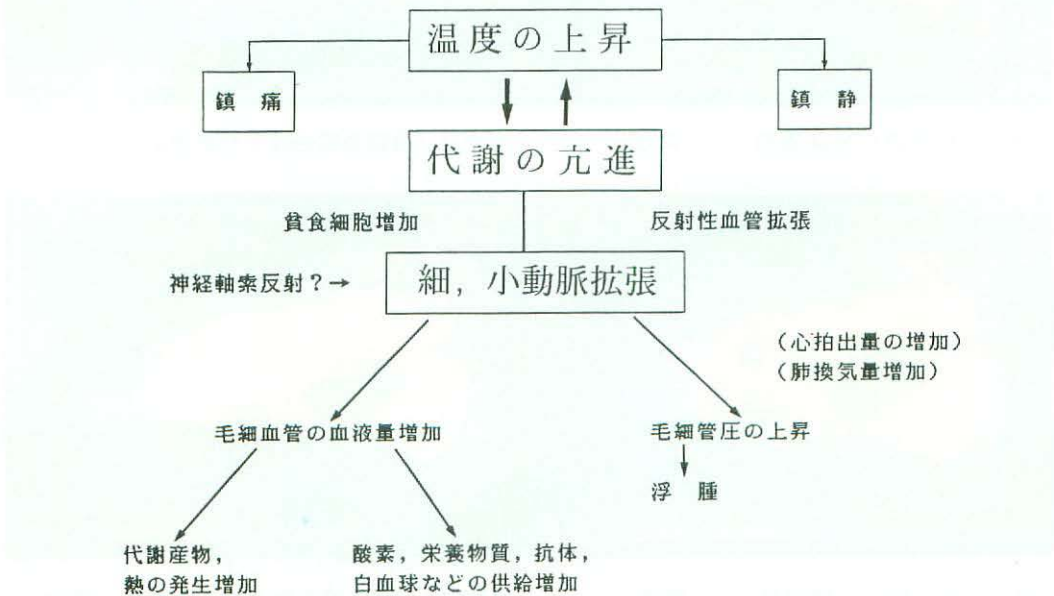 温度の上昇
鎮 痛
鎮 静
代謝の亢進
貧食細胞増加
反射性血管拡張
神経軸索反射？→
細，小動脈拡張
（心拍出量の増加）
（肺換気量増加）
毛細血管の血液量増加
毛細管圧の上昇
浮 腫
代謝産物，
熱の発生増加
酸素，栄養物質，抗体，
白血球などの供給増加